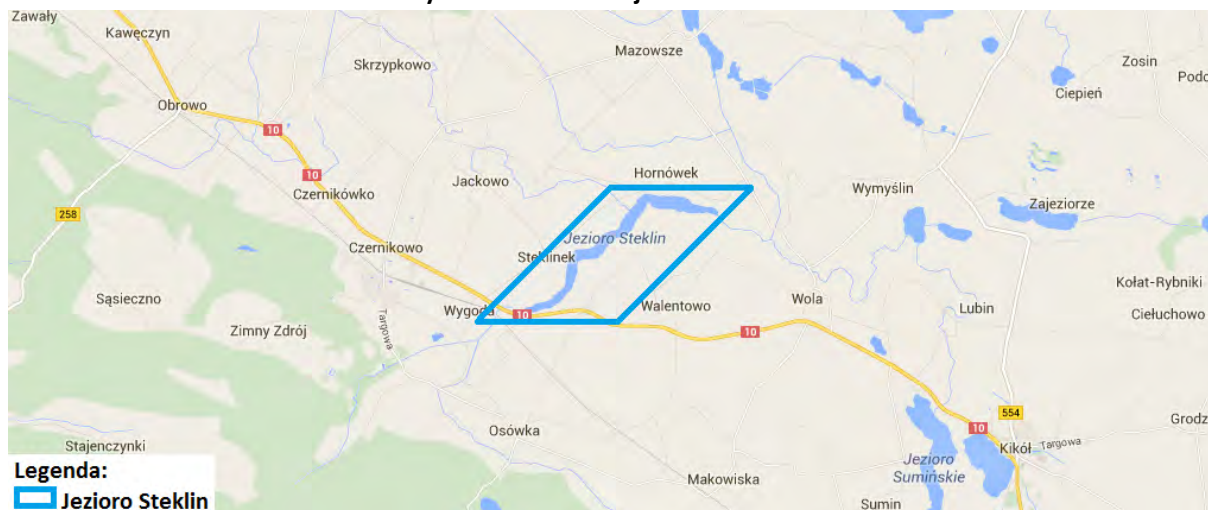 Zawały
Kawęczyn
Mazowsze
Skrzypkowo
Zosin
Ciepień
Obrowo
10
10
Hornówek
Jackowo
Wymyślin
Czernikówko
Zajeziorze
258
Jezioro Steklin
Czernikowo
Steklinek
Kołat-Rybniki
Sąsieczno
Wygoda
Walentowo
Wola
Lubin
Ciełuchowo
10
Zimny Zdrój
Targowa
10
554
Grodz
10
Osówka
Kikół
Targowa
Stajenczynki
Jezioro
Sumińskie
Makowiska
Sumin
Legenda:
Jezioro Steklin